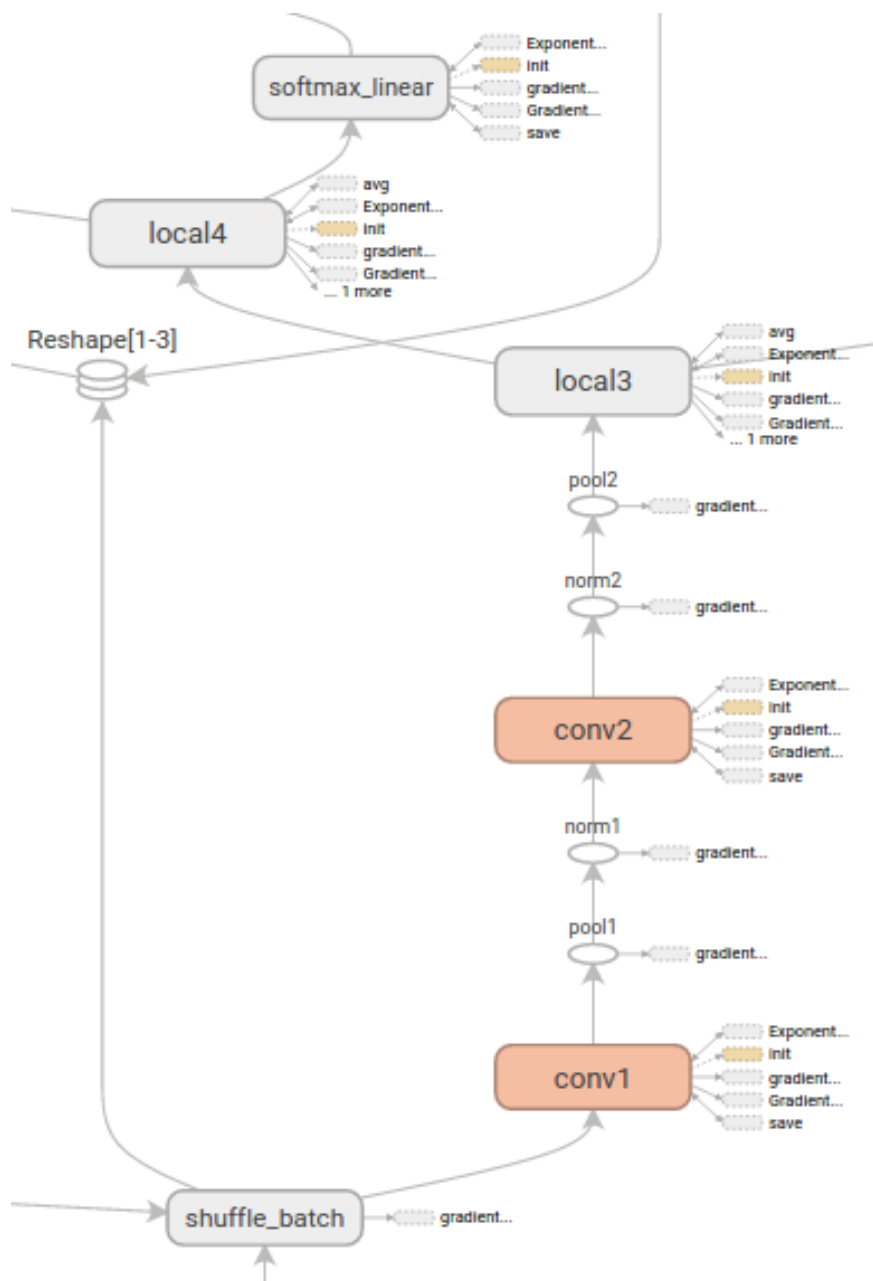 softmax_linear
Exponent...
init
gradient...
Gradient...
save
local4
avg
Exponent...
init
gradient...
Gradient...
... 1 more
Reshape[1-3]
local3
avg
Exponent...
init
gradient...
Gradient...
... 1 more
pool2
gradient...
norm2
gradient...
conv2
Exponent...
init
gradient...
Gradient...
save
norm1
gradient...
pool1
gradient...
conv1
Exponent...
init
gradient...
Gradient...
save
shuffle_batch
gradient...